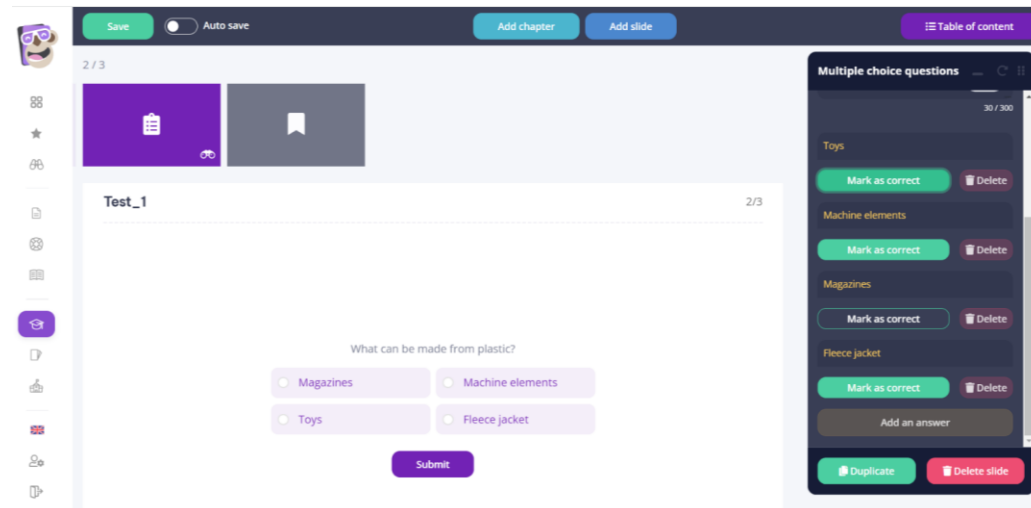 Save
Auto save
Add chapter
Add slide
Table of content
2 / 3
Test_1
2/3
What can be made from plastic?
Magazines
Machine elements
Toys
Fleece jacket
Submit
Multiple choice questions
30 / 300
Toys
Mark as correct
Delete
Machine elements
Mark as correct
Delete
Magazines
Mark as correct
Delete
Fleece jacket
Mark as correct
Delete
Add an answer
Duplicate
Delete slide